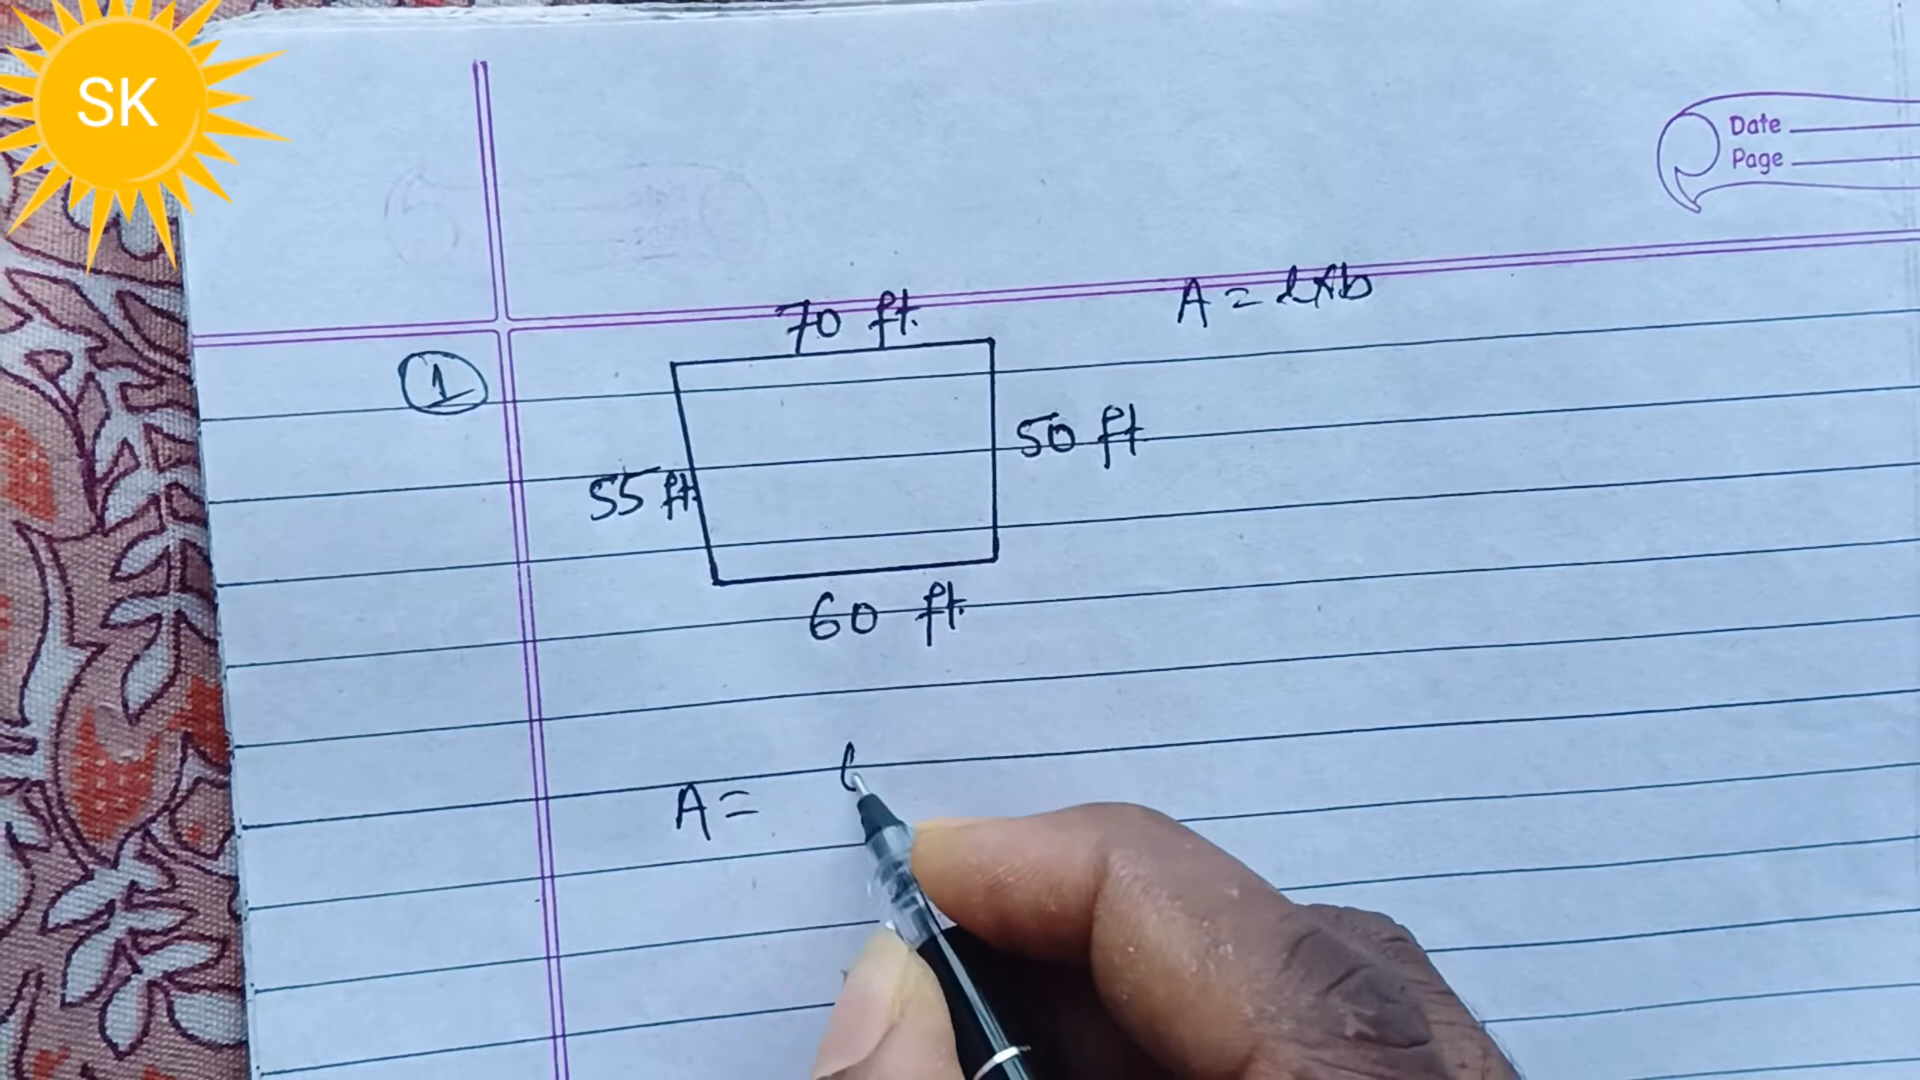 SK
Date
Page
70 ft.
A = l×b
1
50 ft
55 ft.
60 ft.
A =